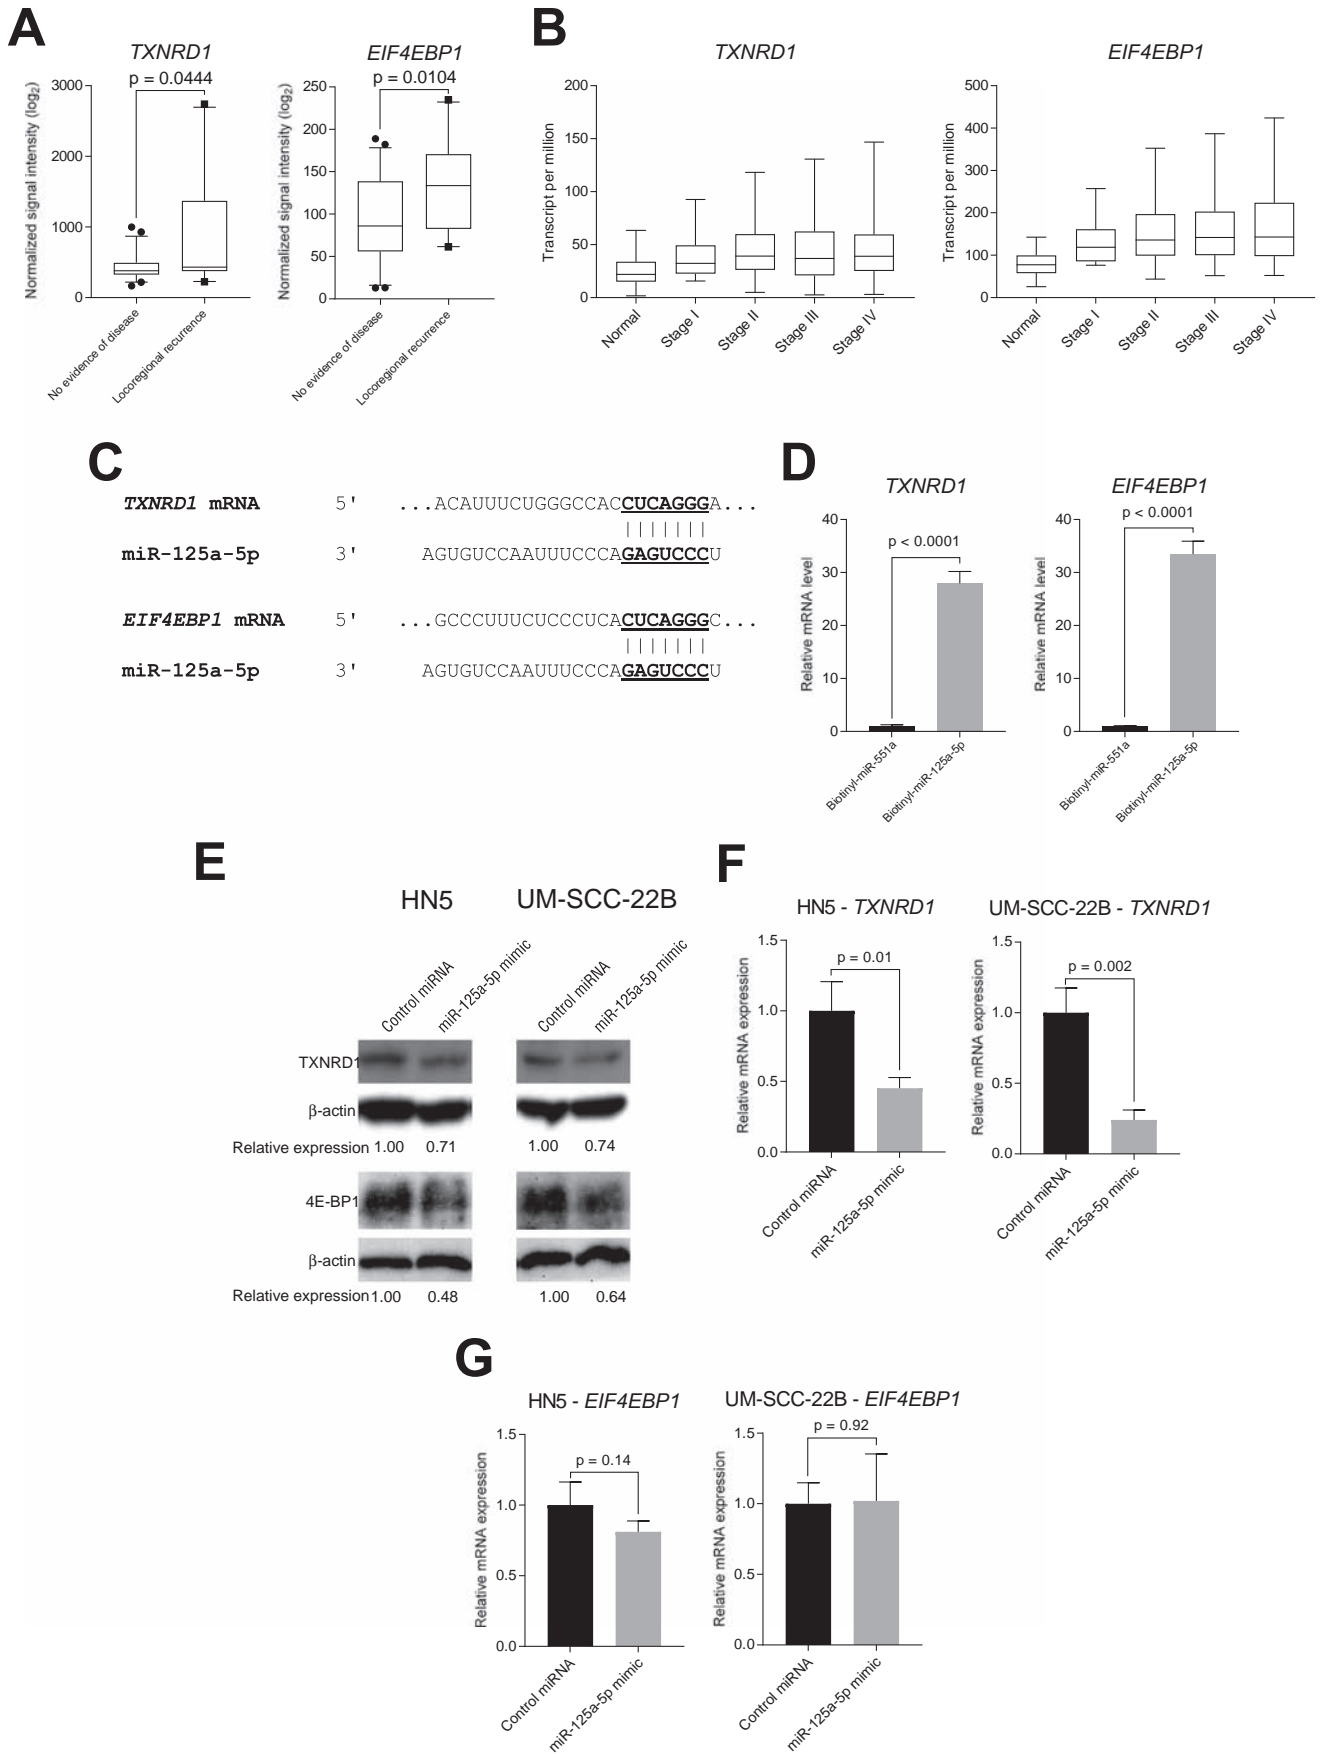 A
TXNRD1
p = 0.0444
Normalized signal intensity (log2)
3000
2000
1000
0
No evidence of disease
Locoregional recurrence
EIF4EBP1
p = 0.0104
Normalized signal intensity (log2)
250
200
150
100
50
0
No evidence of disease
Locoregional recurrence
B
TXNRD1
Transcript per million
200
150
100
50
0
Normal
Stage I
Stage II
Stage III
Stage IV
EIF4EBP1
Transcript per million
500
400
300
200
100
0
Normal
Stage I
Stage II
Stage III
Stage IV
C
TXNRD1 mRNA 5' ...ACAUUUCUGGGCCACCUCAGGGA...
| | | | | | |
miR-125a-5p 3' AGUGUCCAAUUUCCCAGAGUCCCU
EIF4EBP1 mRNA 5' ...GCCCUUUCUCCCUCACUCAGGGC...
| | | | | | |
miR-125a-5p 3' AGUGUCCAAUUUCCCAGAGUCCCU
D
TXNRD1
p < 0.0001
Relative mRNA level
40
30
20
10
0
Biotinyl-miR-551a
Biotinyl-miR-125a-5p
EIF4EBP1
p < 0.0001
Relative mRNA level
40
30
20
10
0
Biotinyl-miR-551a
Biotinyl-miR-125a-5p
E
HN5 UM-SCC-22B
Control miRNA
miR-125a-5p mimic
Control miRNA
miR-125a-5p mimic
TXNRD1
β-actin
Relative expression 1.00 0.71 1.00 0.74
4E-BP1
β-actin
Relative expression 1.00 0.48 1.00 0.64
F
HN5 - TXNRD1
p = 0.01
Relative mRNA expression
1.5
1.0
0.5
0.0
Control miRNA
miR-125a-5p mimic
UM-SCC-22B - TXNRD1
p = 0.002
Relative mRNA expression
1.5
1.0
0.5
0.0
Control miRNA
miR-125a-5p mimic
G
HN5 - EIF4EBP1
p = 0.14
Relative mRNA expression
1.5
1.0
0.5
0.0
Control miRNA
miR-125a-5p mimic
UM-SCC-22B - EIF4EBP1
p = 0.92
Relative mRNA expression
1.5
1.0
0.5
0.0
Control miRNA
miR-125a-5p mimic